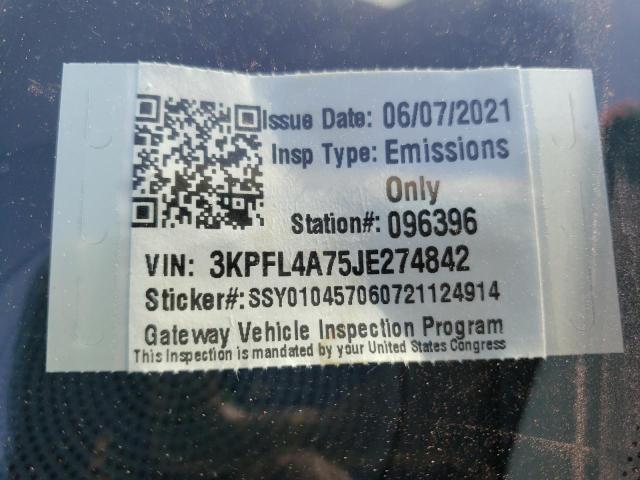 Issue Date: 06/07/2021
Insp Type: Emissions
Only
Station#: 096396
VIN: 3KPFL4A75JE274842
Sticker#: SSY010457060721124914
Gateway Vehicle Inspection Program
This Inspection is mandated by your United States Congress